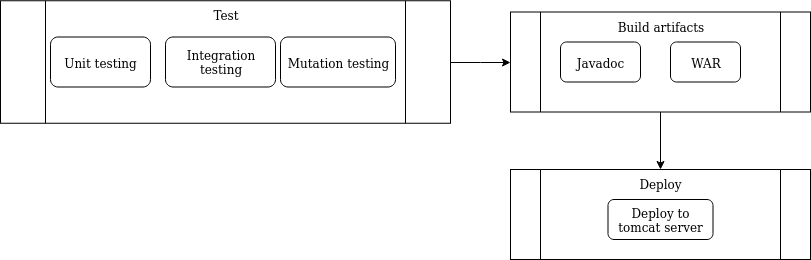 Test
Unit testing
Integration
testing
Mutation testing
Build artifacts
Javadoc
WAR
Deploy
Deploy to
tomcat server